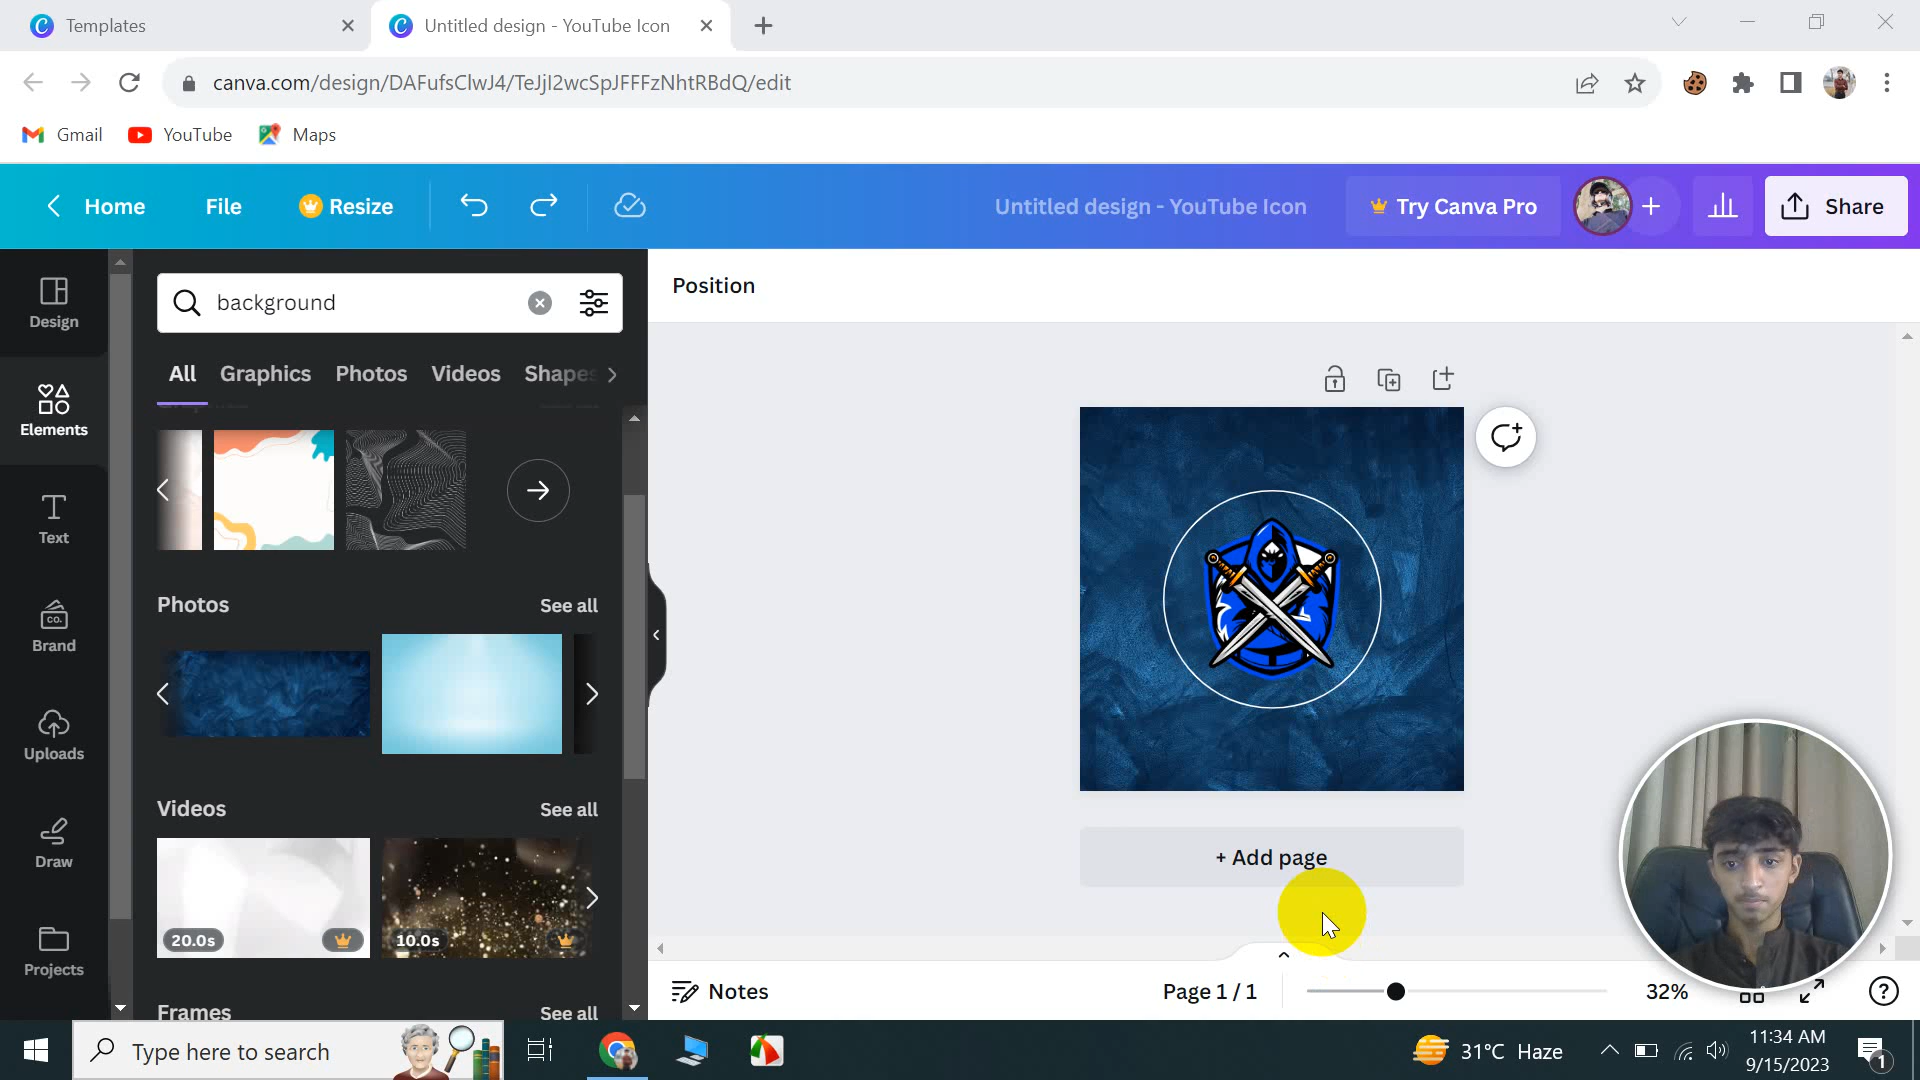 Templates
Untitled design - YouTube Icon
canva.com/design/DAFufsClwJ4/TeJjI2wcSpJFFFzNhtRBdQ/edit
Gmail
YouTube
Maps
Home
File
Resize
Untitled design - YouTube Icon
Try Canva Pro
Share
Design
Elements
Text
CO.
Brand
Uploads
Draw
Projects
background
All
Graphics
Photos
Videos
Shapes
Photos
See all
Videos
See all
20.0s
10.0s
Frames
See all
Position
+ Add page
Notes
Page 1 / 1
32%
Type here to search
31°C Haze
11:34 AM
9/15/2023
1